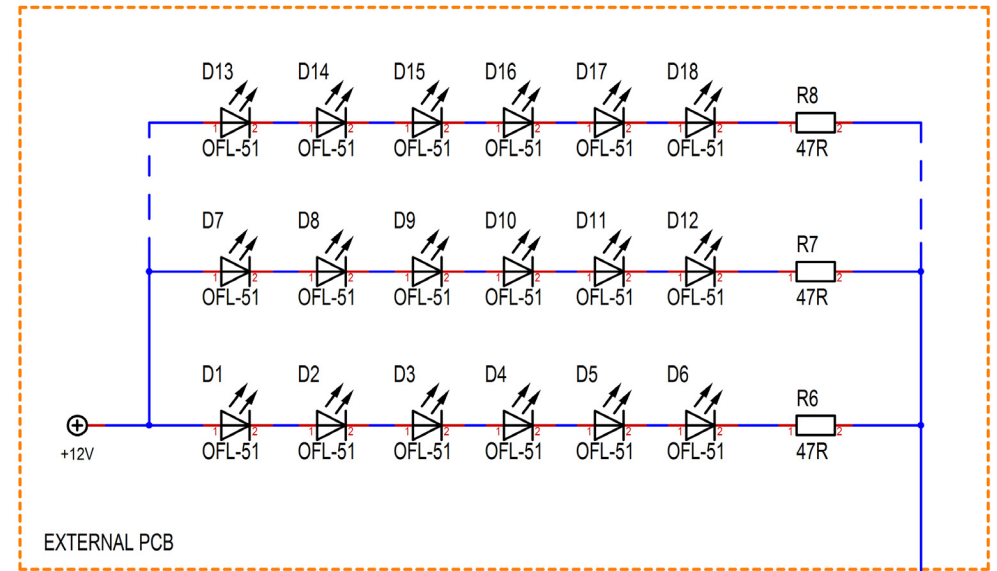 D13 D14 D15 D16 D17 D18 R8
1 2 1 2 1 2 1 2 1 2 1 2 1 2
OFL-51 OFL-51 OFL-51 OFL-51 OFL-51 OFL-51 47R
D7 D8 D9 D10 D11 D12 R7
1 2 1 2 1 2 1 2 1 2 1 2 1 2
OFL-51 OFL-51 OFL-51 OFL-51 OFL-51 OFL-51 47R
D1 D2 D3 D4 D5 D6 R6
1 2 1 2 1 2 1 2 1 2 1 2 1 2
+12V OFL-51 OFL-51 OFL-51 OFL-51 OFL-51 OFL-51 47R
EXTERNAL PCB